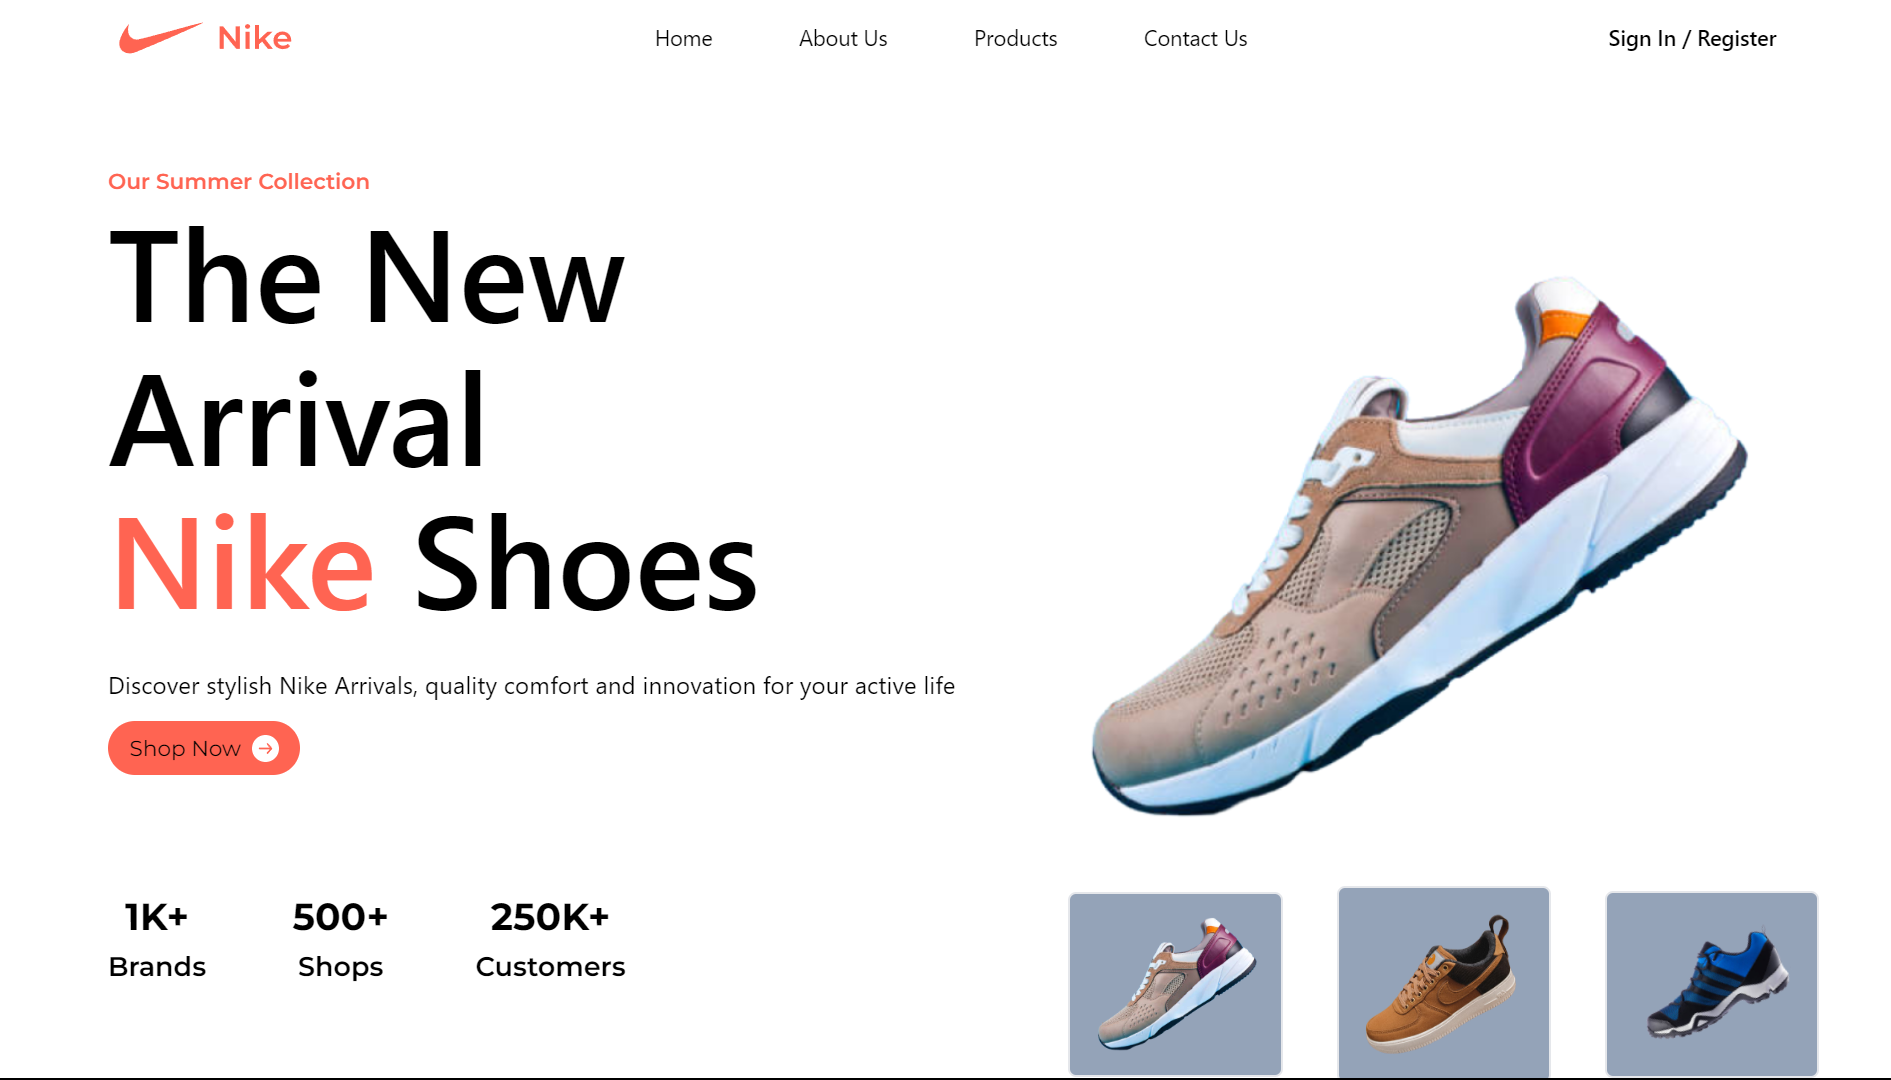 Nike
Home
About Us
Products
Contact Us
Sign In / Register
Our Summer Collection
The New
Arrival
Nike Shoes
Discover stylish Nike Arrivals, quality comfort and innovation for your active life
Shop Now
1K+
Brands
500+
Shops
250K+
Customers